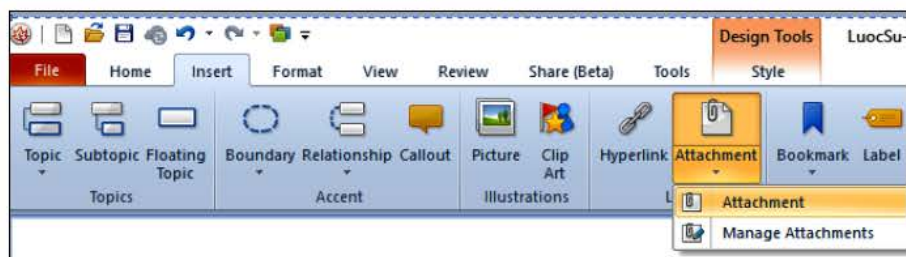 Design Tools LuocSu-
File Home Insert Format View Review Share (Beta) Tools Style
Topic Subtopic Floating Topic Boundary Relationship Callout Picture Clip Art Hyperlink Attachment Bookmark Label
Topics Accent Illustrations L
Attachment
Manage Attachments